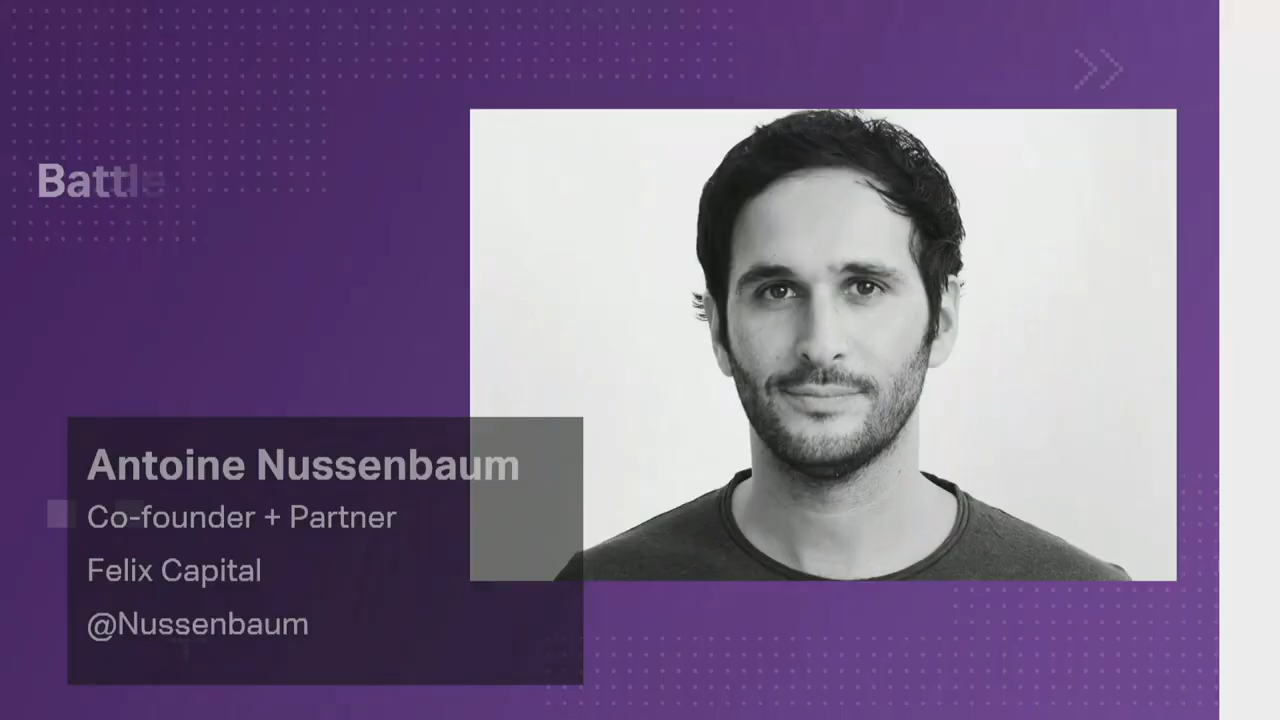 Battle
Antoine Nussenbaum
Co-founder + Partner
Felix Capital
@Nussenbaum